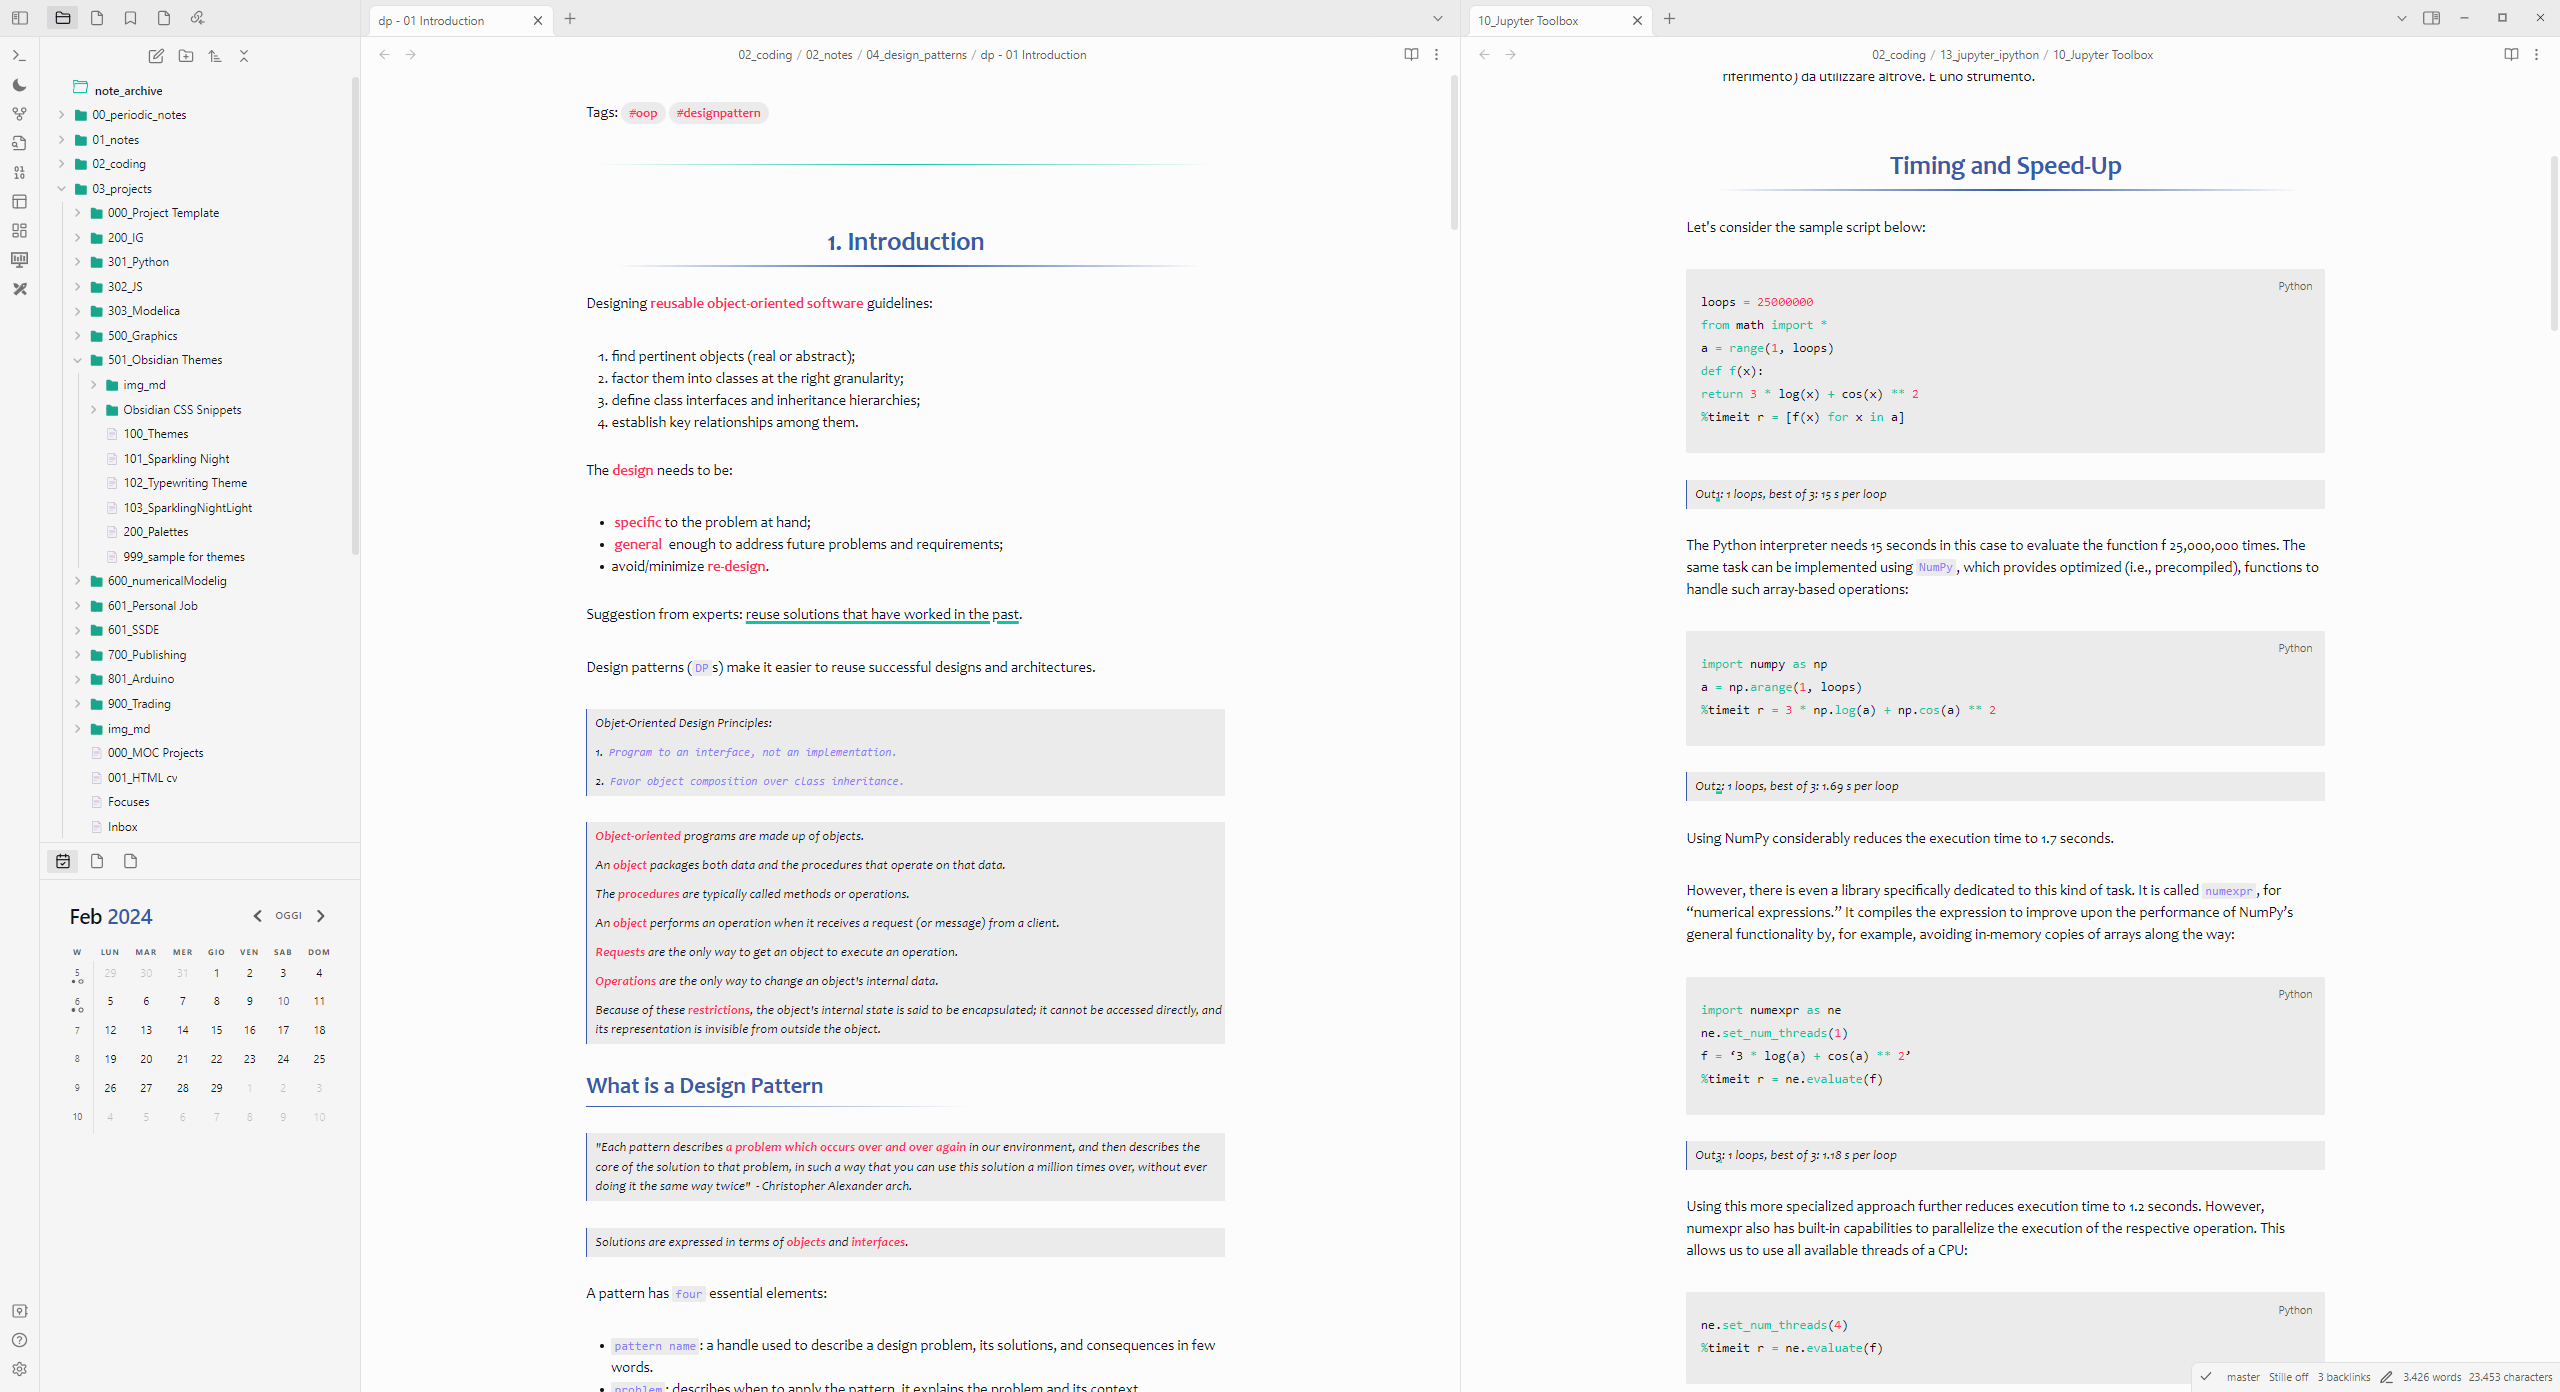 note_archive
00_periodic_notes
01_notes
02_coding
03_projects
000_Project Template
200_IG
301_Python
302_JS
303_Modelica
500_Graphics
501_Obsidian Themes
img_md
Obsidian CSS Snippets
100_Themes
101_Sparkling Night
102_Typewriting Theme
103_SparklingNightLight
200_Palettes
999_sample for themes
600_numericalModelig
601_Personal Job
601_SSDE
700_Publishing
801_Arduino
900_Trading
img_md
000_MOC Projects
001_HTML cv
Focuses
Inbox
Feb 2024 OGGI
W LUN MAR MER GIO VEN SAB DOM
5 29 30 31 1 2 3 4
6 5 6 7 8 9 10 11
7 12 13 14 15 16 17 18
8 19 20 21 22 23 24 25
9 26 27 28 29 1 2 3
10 4 5 6 7 8 9 10
dp - 01 Introduction
02_coding / 02_notes / 04_design_patterns / dp - 01 Introduction
Tags: #oop #designpattern
1. Introduction
Designing reusable object-oriented software guidelines:
1. find pertinent objects (real or abstract);
2. factor them into classes at the right granularity;
3. define class interfaces and inheritance hierarchies;
4. establish key relationships among them.
The design needs to be:
• specific to the problem at hand;
• general enough to address future problems and requirements;
• avoid/minimize re-design.
Suggestion from experts: reuse solutions that have worked in the past.
Design patterns (DPs) make it easier to reuse successful designs and architectures.
Objet-Oriented Design Principles:
1. Program to an interface, not an implementation.
2. Favor object composition over class inheritance.
Object-oriented programs are made up of objects.
An object packages both data and the procedures that operate on that data.
The procedures are typically called methods or operations.
An object performs an operation when it receives a request (or message) from a client.
Requests are the only way to get an object to execute an operation.
Operations are the only way to change an object's internal data.
Because of these restrictions, the object's internal state is said to be encapsulated; it cannot be accessed directly, and
its representation is invisible from outside the object.
What is a Design Pattern
"Each pattern describes a problem which occurs over and over again in our environment, and then describes the
core of the solution to that problem, in such a way that you can use this solution a million times over, without ever
doing it the same way twice" - Christopher Alexander arch.
Solutions are expressed in terms of objects and interfaces.
A pattern has four essential elements:
• pattern name: a handle used to describe a design problem, its solutions, and consequences in few
words.
• problem: describes when to apply the pattern, it explains the problem and its context
10_Jupyter Toolbox
02_coding / 13_jupyter_ipython / 10_Jupyter Toolbox
riferimento) da utilizzare altrove. È uno strumento.
Timing and Speed-Up
Let's consider the sample script below:
Python
loops = 25000000
from math import *
a = range(1, loops)
def f(x):
return 3 * log(x) + cos(x) ** 2
%timeit r = [f(x) for x in a]
Out1: 1 loops, best of 3: 15 s per loop
The Python interpreter needs 15 seconds in this case to evaluate the function f 25,000,000 times. The
same task can be implemented using NumPy, which provides optimized (i.e., precompiled), functions to
handle such array-based operations:
Python
import numpy as np
a = np.arange(1, loops)
%timeit r = 3 * np.log(a) + np.cos(a) ** 2
Out2: 1 loops, best of 3: 1.69 s per loop
Using NumPy considerably reduces the execution time to 1.7 seconds.
However, there is even a library specifically dedicated to this kind of task. It is called numexpr, for
“numerical expressions.” It compiles the expression to improve upon the performance of NumPy’s
general functionality by, for example, avoiding in-memory copies of arrays along the way:
Python
import numexpr as ne
ne.set_num_threads(1)
f = ‘3 * log(a) + cos(a) ** 2’
%timeit r = ne.evaluate(f)
Out3: 1 loops, best of 3: 1.18 s per loop
Using this more specialized approach further reduces execution time to 1.2 seconds. However,
numexpr also has built-in capabilities to parallelize the execution of the respective operation. This
allows us to use all available threads of a CPU:
Python
ne.set_num_threads(4)
%timeit r = ne.evaluate(f)
master Stille off 3 backlinks 3.426 words 23.453 characters